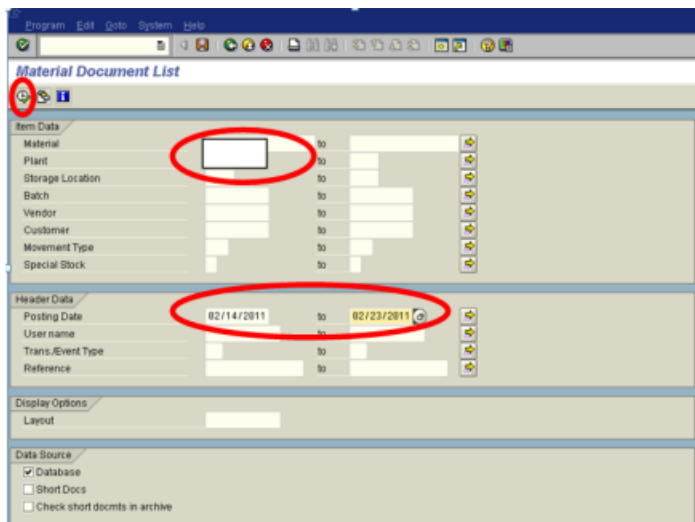 Program Edit Goto System Help
Material Document List
Item Data
Material to
Plant to
Storage Location to
Batch to
Vendor to
Customer to
Movement Type to
Special Stock to
Header Data
Posting Date 02/14/2011 to 02/23/2011
User name to
Trans./Event Type to
Reference to
Display Options
Layout
Data Source
Database
Short Docs
Check short docmts in archive